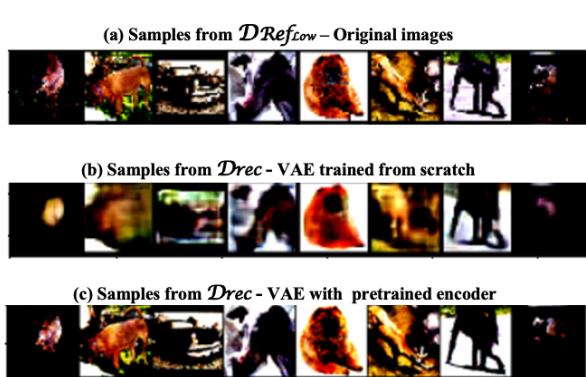 (a) Samples from DRefLow – Original images
(b) Samples from Drec - VAE trained from scratch
(c) Samples from Drec - VAE with pretrained encoder